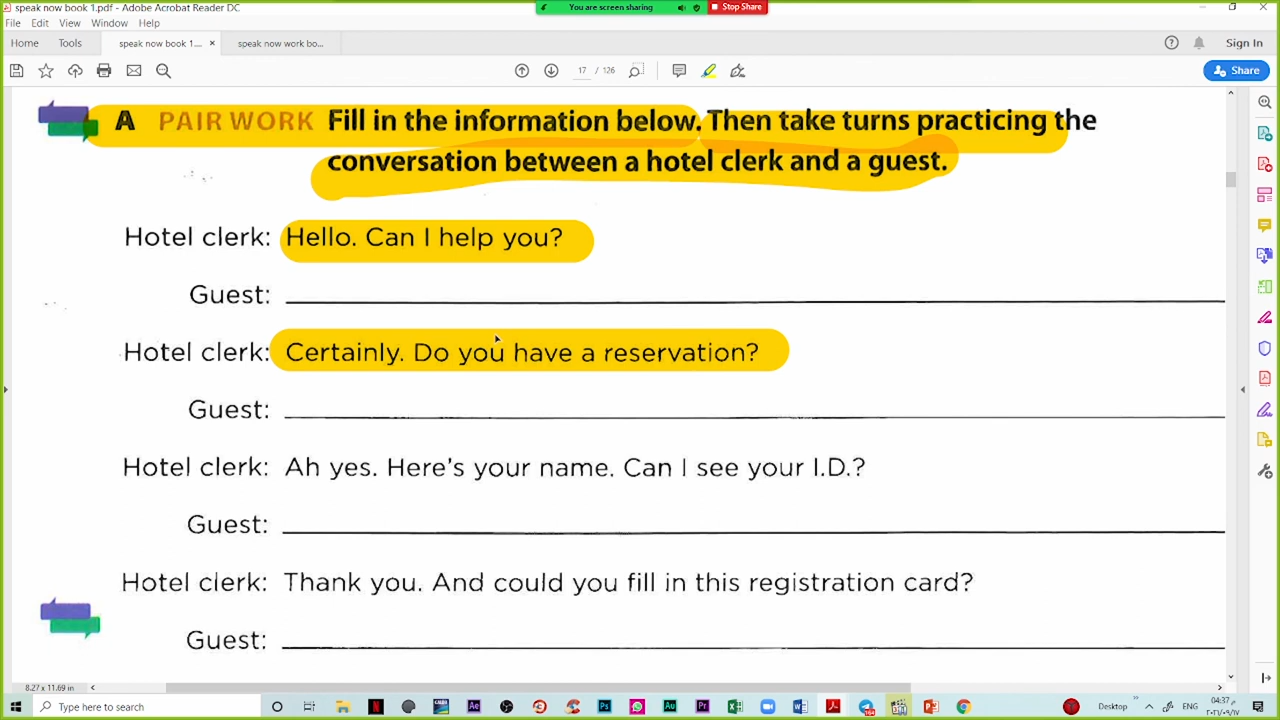 speak now book 1.pdf - Adobe Acrobat Reader DC
You are screen sharing
Stop Share
File Edit View Window Help
Home Tools speak now book 1.... × speak now work bo...
Sign In
17 / 126
Share
A PAIR WORK Fill in the information below. Then take turns practicing the
conversation between a hotel clerk and a guest.
Hotel clerk: Hello. Can I help you?
Guest:
Hotel clerk: Certainly. Do you have a reservation?
Guest:
Hotel clerk: Ah yes. Here's your name. Can I see your I.D.?
Guest:
Hotel clerk: Thank you. And could you fill in this registration card?
Guest:
8.27 x 11.69 in
Type here to search
Desktop
04:37 م